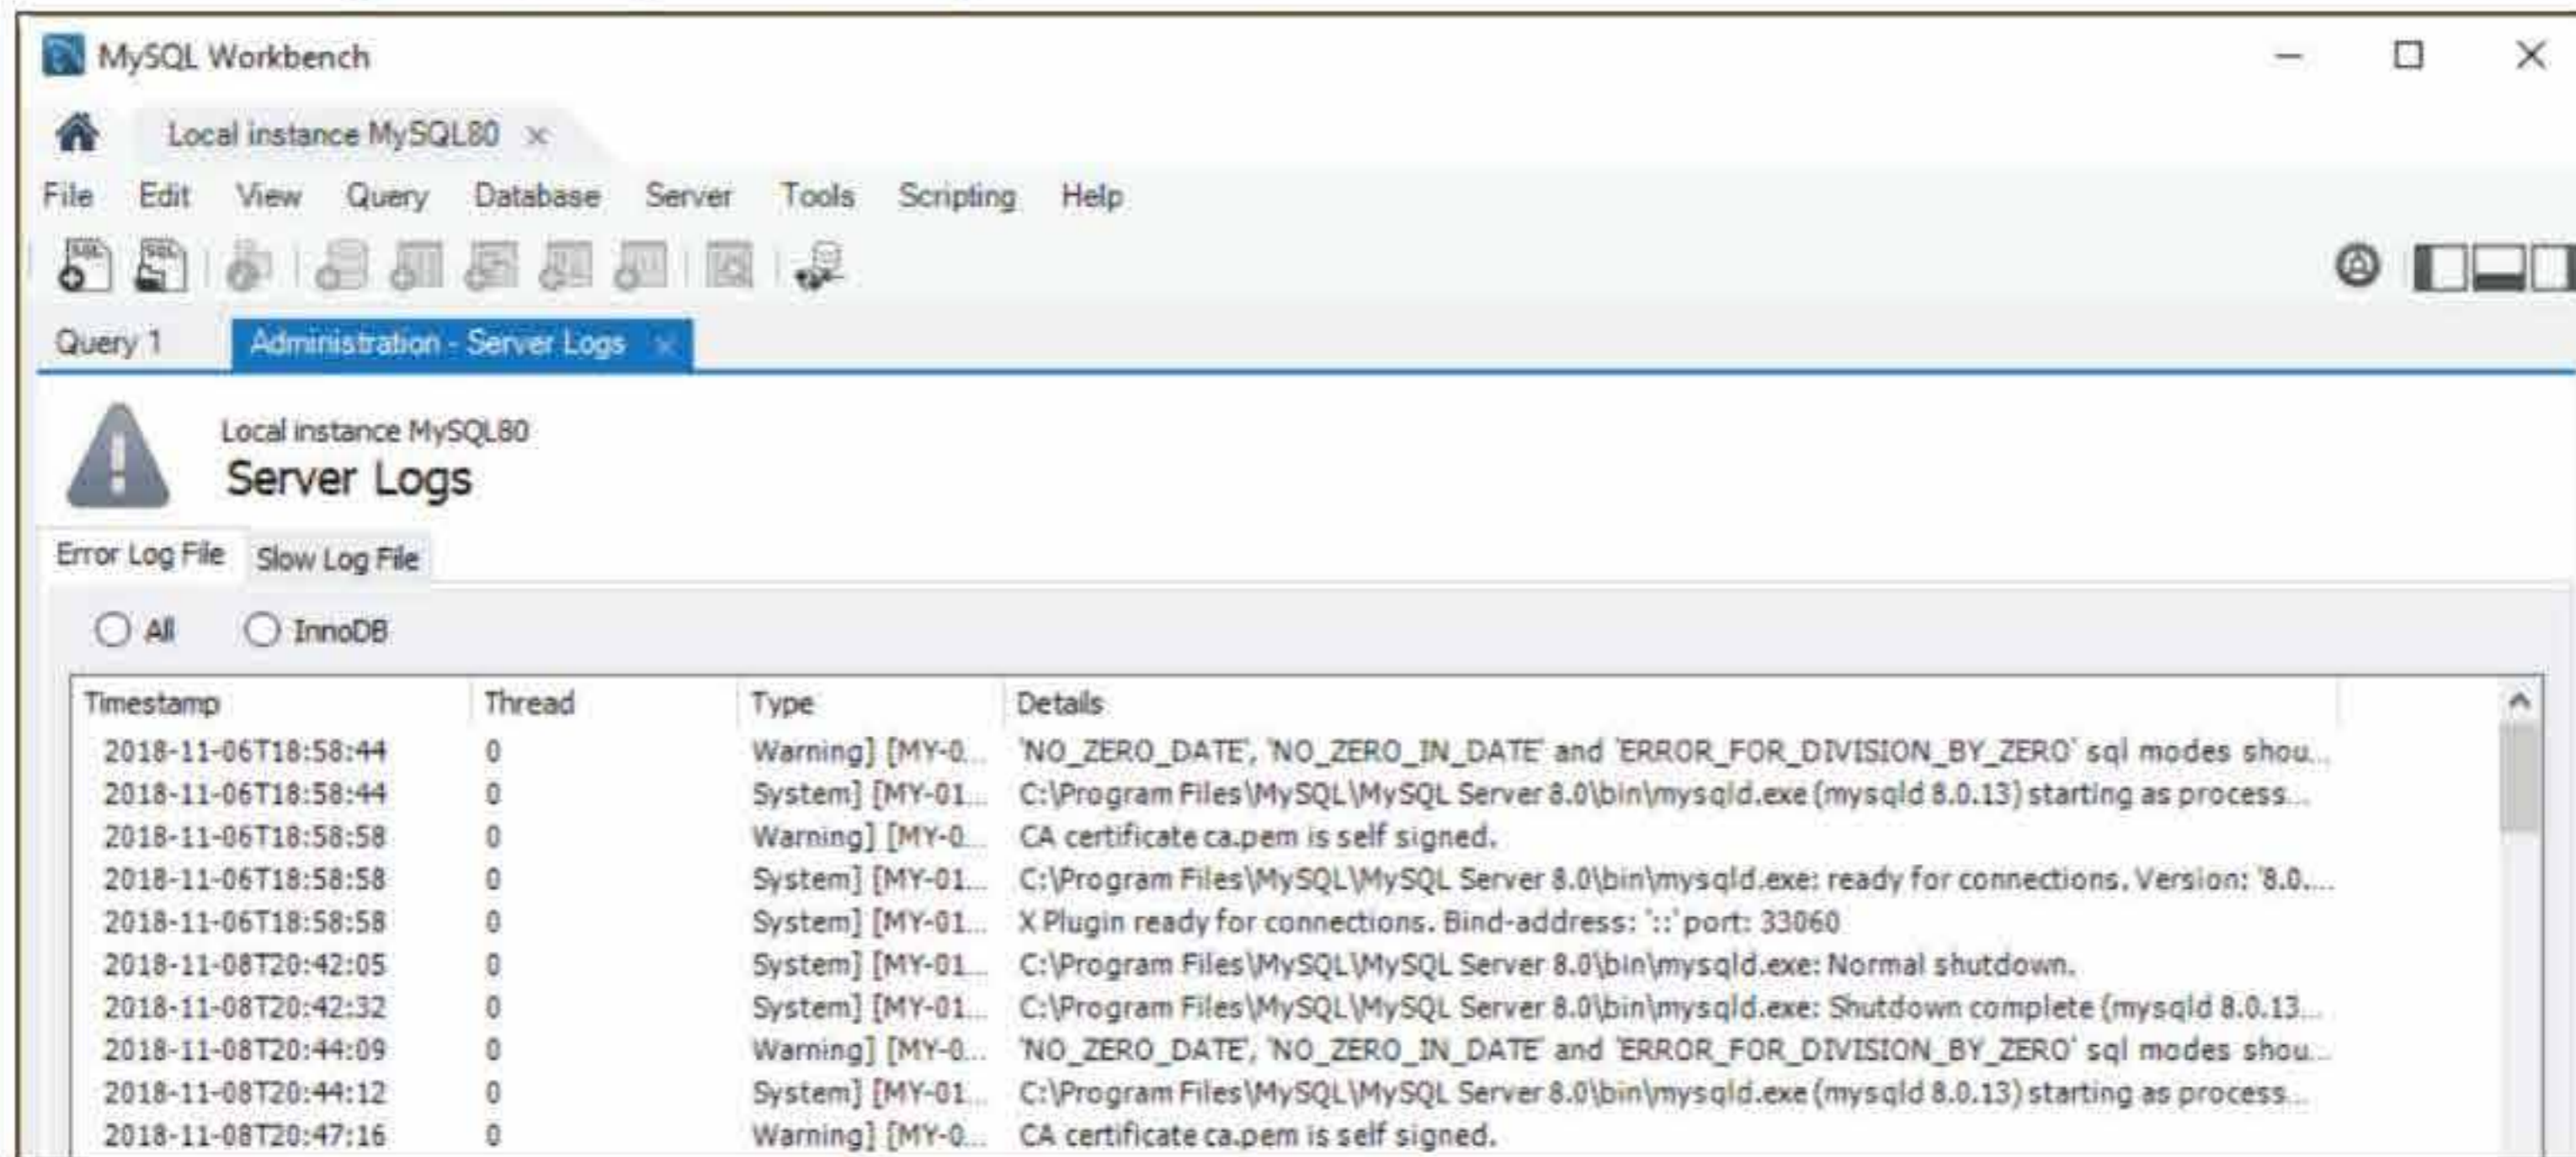 MySQL Workbench
Local instance MySQL80
File Edit View Query Database Server Tools Scripting Help
Query 1 Administration - Server Logs
Local instance MySQL80
Server Logs
Error Log File Slow Log File
All InnoDB
Timestamp Thread Type Details
2018-11-06T18:58:44 0 Warning] [MY-0... 'NO_ZERO_DATE', 'NO_ZERO_IN_DATE' and 'ERROR_FOR_DIVISION_BY_ZERO' sql modes shou...
2018-11-06T18:58:44 0 System] [MY-01... C:\Program Files\MySQL\MySQL Server 8.0\bin\mysqld.exe (mysqld 8.0.13) starting as process...
2018-11-06T18:58:58 0 Warning] [MY-0... CA certificate ca.pem is self signed.
2018-11-06T18:58:58 0 System] [MY-01... C:\Program Files\MySQL\MySQL Server 8.0\bin\mysqld.exe: ready for connections. Version: '8.0....
2018-11-06T18:58:58 0 System] [MY-01... X Plugin ready for connections. Bind-address: '::' port: 33060
2018-11-08T20:42:05 0 System] [MY-01... C:\Program Files\MySQL\MySQL Server 8.0\bin\mysqld.exe: Normal shutdown.
2018-11-08T20:42:32 0 System] [MY-01... C:\Program Files\MySQL\MySQL Server 8.0\bin\mysqld.exe: Shutdown complete (mysqld 8.0.13...
2018-11-08T20:44:09 0 Warning] [MY-0... 'NO_ZERO_DATE', 'NO_ZERO_IN_DATE' and 'ERROR_FOR_DIVISION_BY_ZERO' sql modes shou...
2018-11-08T20:44:12 0 System] [MY-01... C:\Program Files\MySQL\MySQL Server 8.0\bin\mysqld.exe (mysqld 8.0.13) starting as process...
2018-11-08T20:47:16 0 Warning] [MY-0... CA certificate ca.pem is self signed.